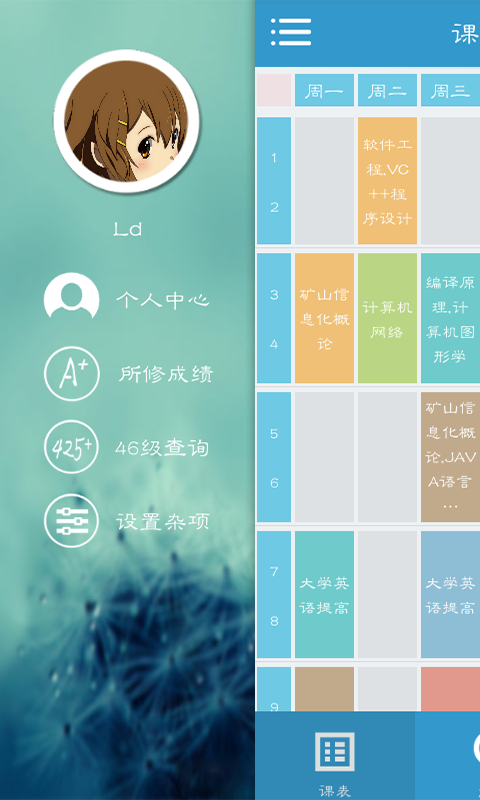 Ld
个人中心
A+
所修成绩
425+
46级查询
设置杂项
课
周一
周二
周三
1
2
软件工
程,VC
++程
序设计
3
4
矿山信
息化概
论
计算机
网络
编译原
理,计
算机图
形学
5
6
矿山信
息化概
论,JAV
A语言
...
7
8
大学英
语提高
大学英
语提高
9
课表